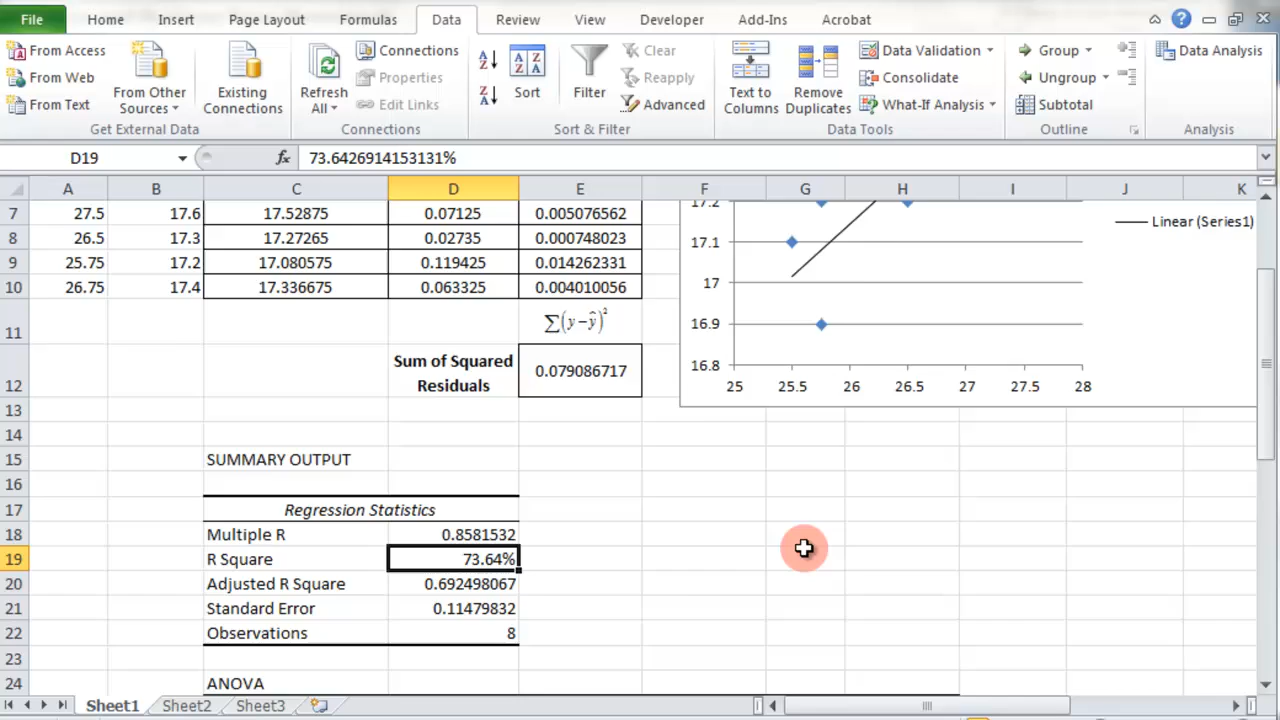 File Home Insert Page Layout Formulas Data Review View Developer Add-Ins Acrobat
From Access
From Web
From Text
From Other Sources
Existing Connections
Get External Data
Refresh All
Connections
Properties
Edit Links
Connections
Sort
Filter
Clear
Reapply
Advanced
Sort & Filter
Text to Columns
Remove Duplicates
Data Validation
Consolidate
What-If Analysis
Data Tools
Group
Ungroup
Subtotal
Outline
Data Analysis
Analysis
D19 fx 73.6426914153131%
A B C D E F G H I J K
7 27.5 17.6 17.52875 0.07125 0.005076562
8 26.5 17.3 17.27265 0.02735 0.000748023
9 25.75 17.2 17.080575 0.119425 0.014262331
10 26.75 17.4 17.336675 0.063325 0.004010056
11 ∑(y−ŷ)²
12 Sum of Squared Residuals 0.079086717
13
14
15 SUMMARY OUTPUT
16
17 Regression Statistics
18 Multiple R 0.8581532
19 R Square 73.64%
20 Adjusted R Square 0.692498067
21 Standard Error 0.11479832
22 Observations 8
23
24 ANOVA
17.2
17.1
17
16.9
16.8
25 25.5 26 26.5 27 27.5 28
Linear (Series1)
Sheet1 Sheet2 Sheet3